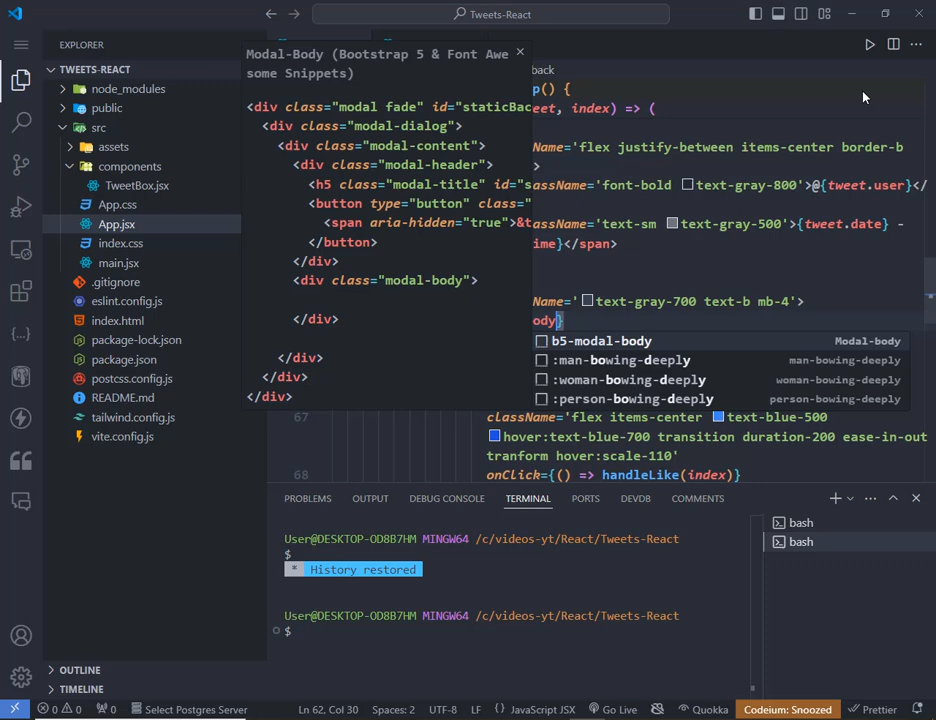 Tweets-React
EXPLORER
TWEETS-REACT
node_modules
public
src
assets
components
TweetBox.jsx
App.css
App.jsx
index.css
main.jsx
.gitignore
eslint.config.js
index.html
package-lock.json
package.json
postcss.config.js
README.md
tailwind.config.js
vite.config.js
OUTLINE
TIMELINE
Modal-Body (Bootstrap 5 & Font Awe
some Snippets)
<div class="modal fade" id="staticBac
<div class="modal-dialog">
<div class="modal-content">
<div class="modal-header">
<h5 class="modal-title" id="s
<button type="button" class="
<span aria-hidden="true">&t
</button>
</div>
<div class="modal-body">
</div>
</div>
</div>
</div>
back
p() {
eet, index) => (
Name='flex justify-between items-center border-b
>
assName='font-bold text-gray-800'>@{tweet.user}</
assName='text-sm text-gray-500'>{tweet.date} -
ime}</span>
Name=' text-gray-700 text-b mb-4'>
ody}
b5-modal-body Modal-body
:man-bowing-deeply man-bowing-deeply
:woman-bowing-deeply woman-bowing-deeply
:person-bowing-deeply person-bowing-deeply
67 className='flex items-center text-blue-500
hover:text-blue-700 transition duration-200 ease-in-out
tranform hover:scale-110'
68 onClick={() => handleLike(index)}
PROBLEMS OUTPUT DEBUG CONSOLE TERMINAL PORTS DEVDB COMMENTS
User@DESKTOP-OD8B7HM MINGW64 /c/videos-yt/React/Tweets-React
$
* History restored
User@DESKTOP-OD8B7HM MINGW64 /c/videos-yt/React/Tweets-React
$
bash
bash
0 0 0 Select Postgres Server Ln 62, Col 30 Spaces: 2 UTF-8 LF {} JavaScript JSX Go Live Quokka Codeium: Snoozed Prettier